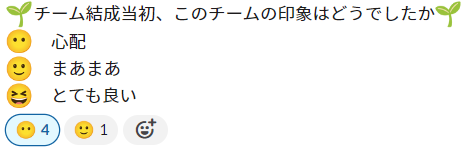 🌱チーム結成当初、このチームの印象はどうでしたか🌱
😶 心配
🙂 まあまあ
😆 とても良い
😶 4 🙂 1